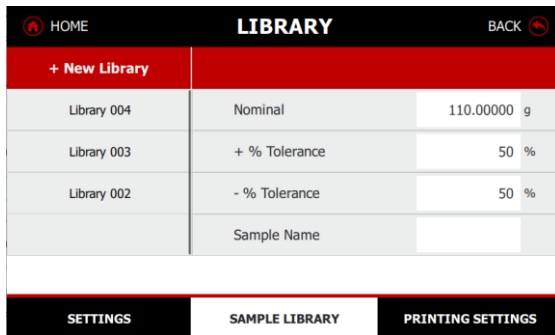 HOME LIBRARY BACK
+ New Library
Library 004 Nominal 110.00000 g
Library 003 + % Tolerance 50 %
Library 002 - % Tolerance 50 %
Sample Name
SETTINGS SAMPLE LIBRARY PRINTING SETTINGS